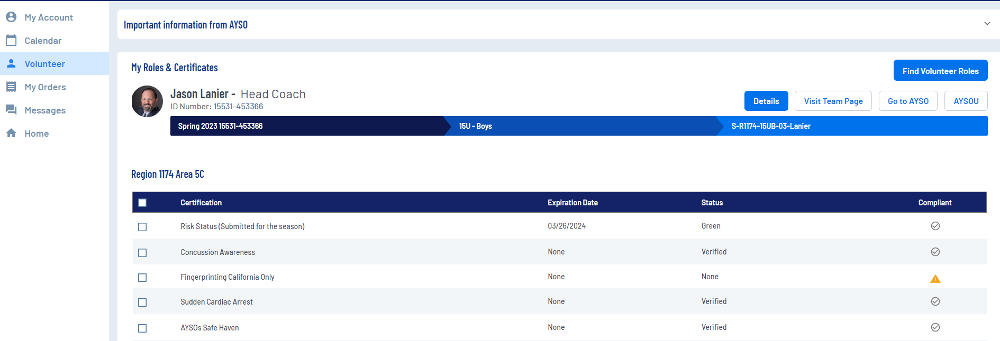 My Account
Calendar
Volunteer
My Orders
Messages
Home
Important information from AYSO
My Roles & Certificates
Find Volunteer Roles
Jason Lanier - Head Coach
ID Number: 15531-453366
Details Visit Team Page Go to AYSO AYSOU
Spring 2023 15531-453366 15U - Boys S-R1174-15UB-03-Lanier
Region 1174 Area 5C
Certification Expiration Date Status Compliant
Risk Status (Submitted for the season) 03/26/2024 Green
Concussion Awareness None Verified
Fingerprinting California Only None None
Sudden Cardiac Arrest None Verified
AYSOs Safe Haven None Verified